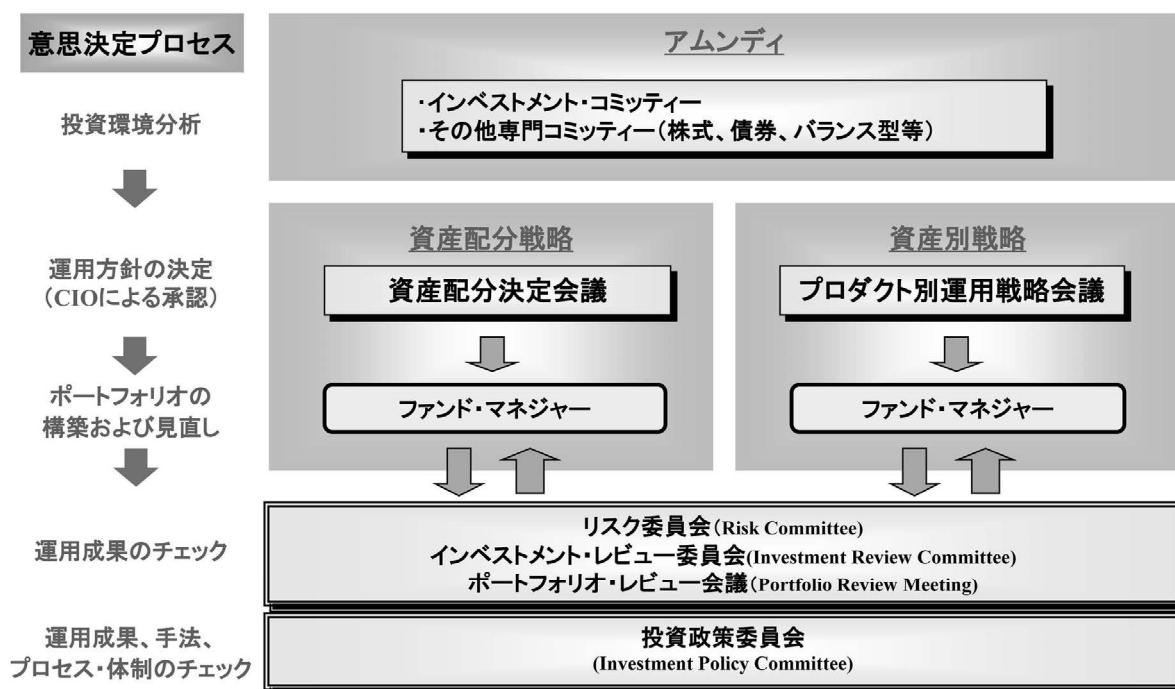 意思決定プロセス
アムンディ
・インベストメント・コミッティー
・その他専門コミッティー（株式、債券、バランス型等）
投資環境分析
資産配分戦略
資産別戦略
運用方針の決定
（CIOによる承認）
資産配分決定会議
プロダクト別運用戦略会議
ポートフォリオの
構築および見直し
ファンド・マネジャー
ファンド・マネジャー
運用成果のチェック
リスク委員会(Risk Committee)
インベストメント・レビュー委員会(Investment Review Committee)
ポートフォリオ・レビュー会議(Portfolio Review Meeting)
運用成果、手法、
プロセス・体制のチェック
投資政策委員会
(Investment Policy Committee)